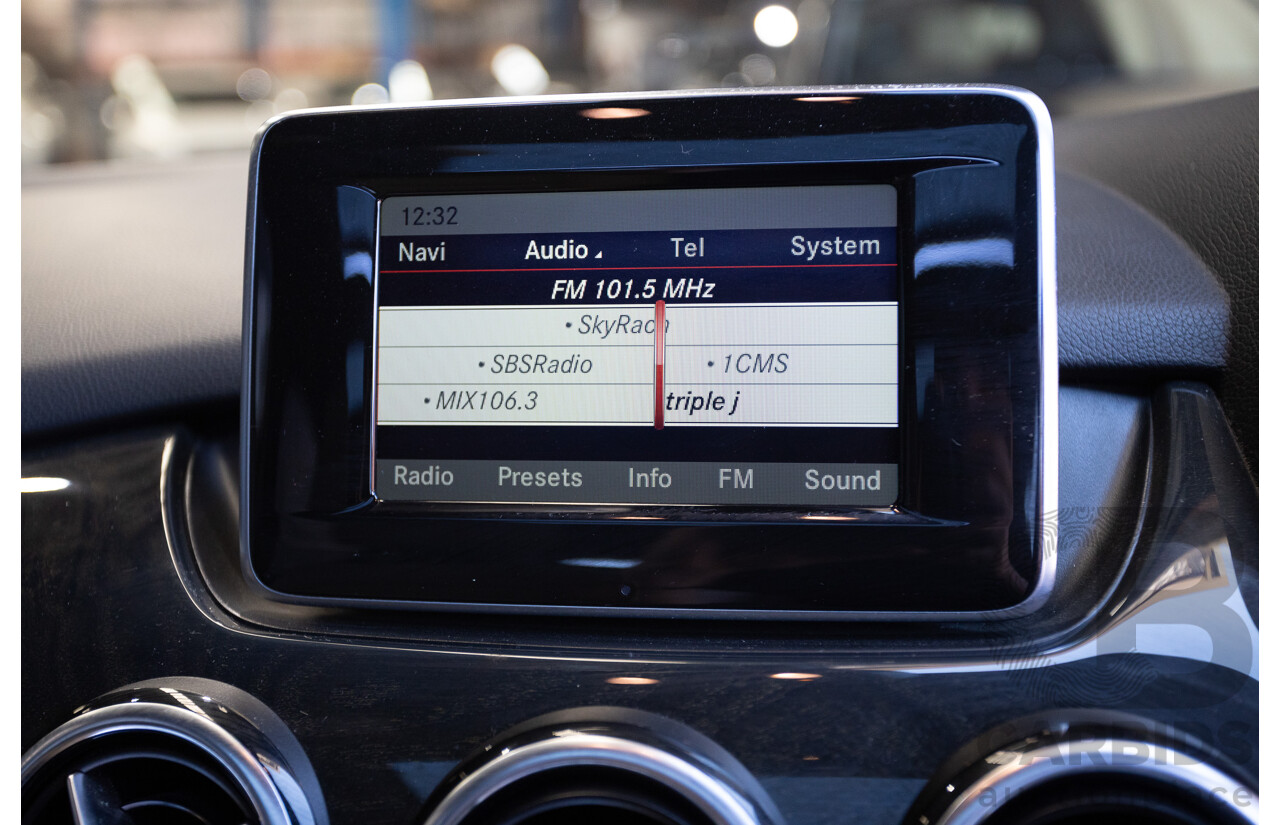 12:32
Navi Audio Tel System
FM 101.5 MHz
• SkyRach
• SBSRadio • 1CMS
• MIX106.3 triple j
Radio Presets Info FM Sound